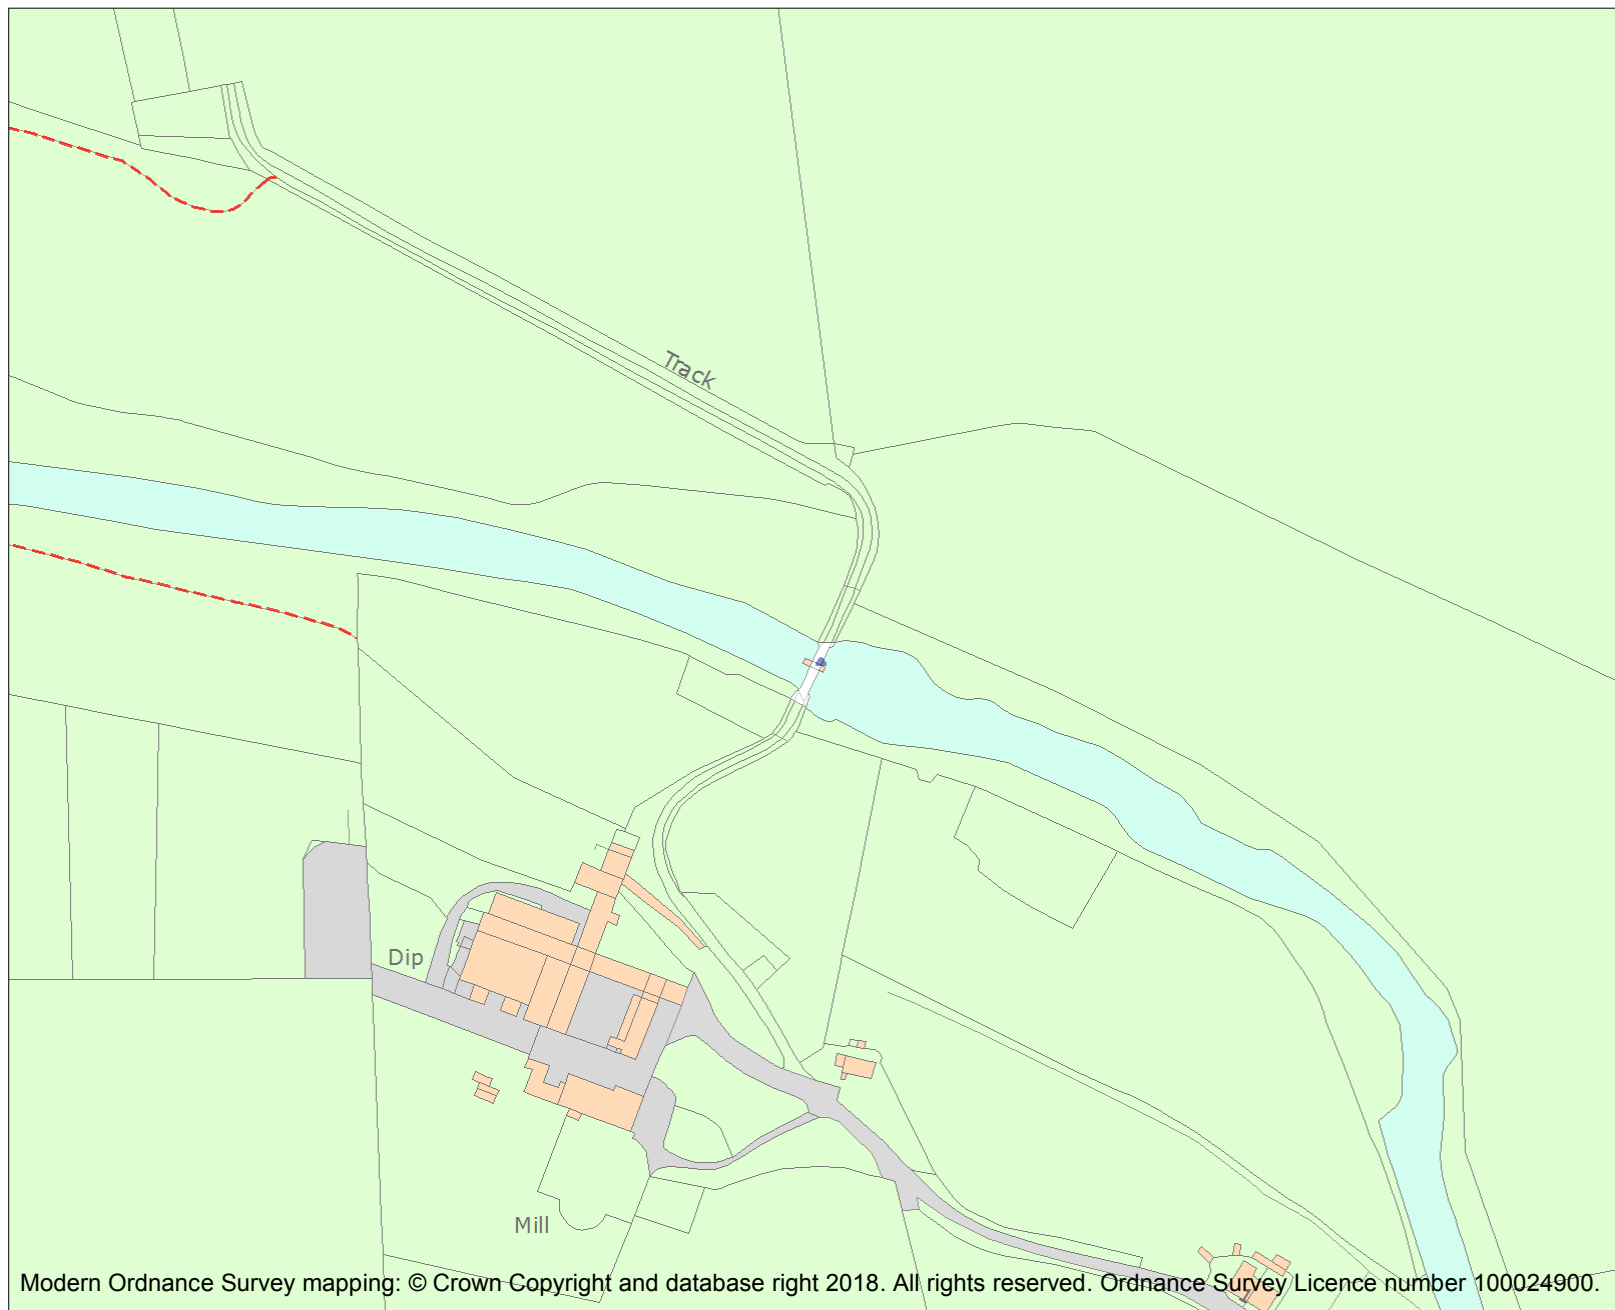 Track
Dip
Mill
Modern Ordnance Survey mapping: © Crown Copyright and database right 2018. All rights reserved. Ordnance Survey Licence number 100024900.